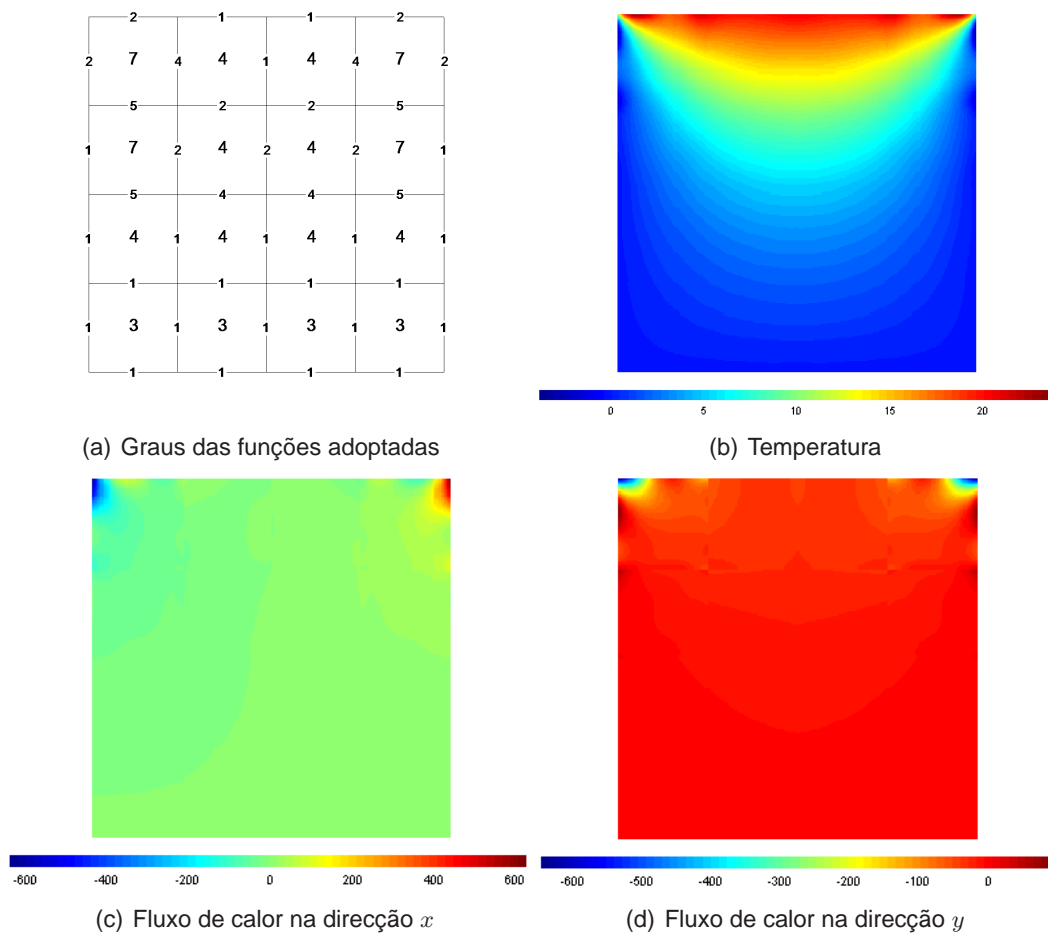 2 1 1 2
2 7 4 4 1 4 4 7 2
5 2 2 5
1 7 2 4 2 4 2 7 1
5 4 4 5
1 4 1 4 1 4 1 4 1
1 1 1 1
1 3 1 3 1 3 1 3 1
1 1 1 1
0 5 10 15 20
(a) Graus das funções adoptadas
(b) Temperatura
-600 -400 -200 0 200 400 600
-600 -500 -400 -300 -200 -100 0
(c) Fluxo de calor na direcção x
(d) Fluxo de calor na direcção y